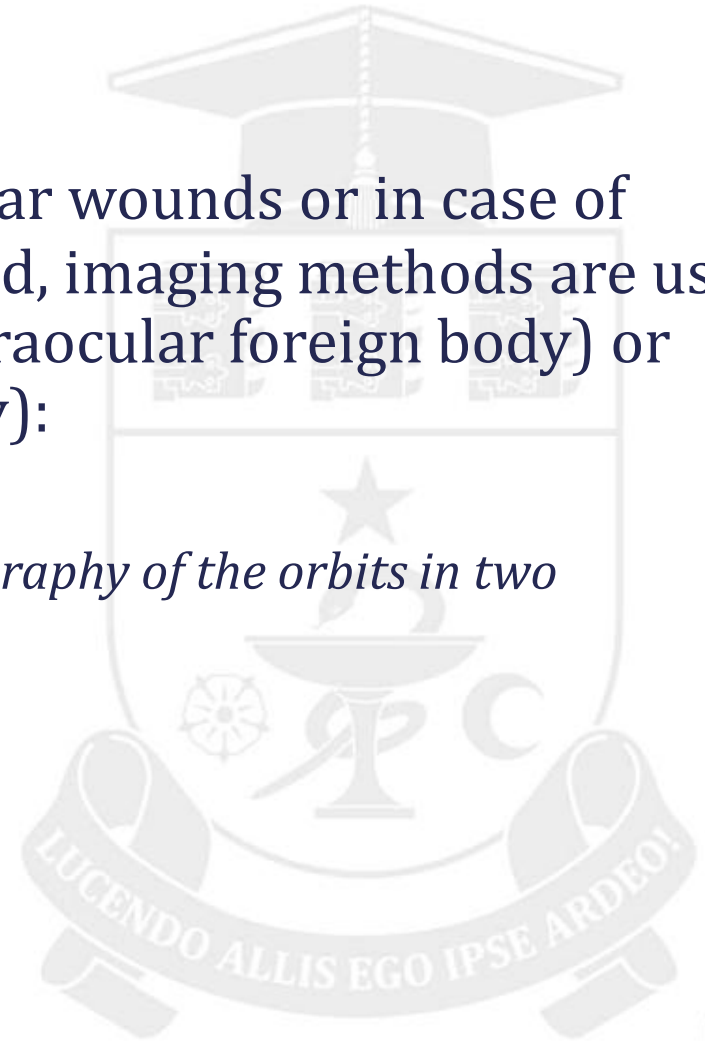 ar wounds or in case of
d, imaging methods are us
raocular foreign body) or
y):
raphy of the orbits in two
LUCENDO ALLIS EGO IPSE ARDEO!